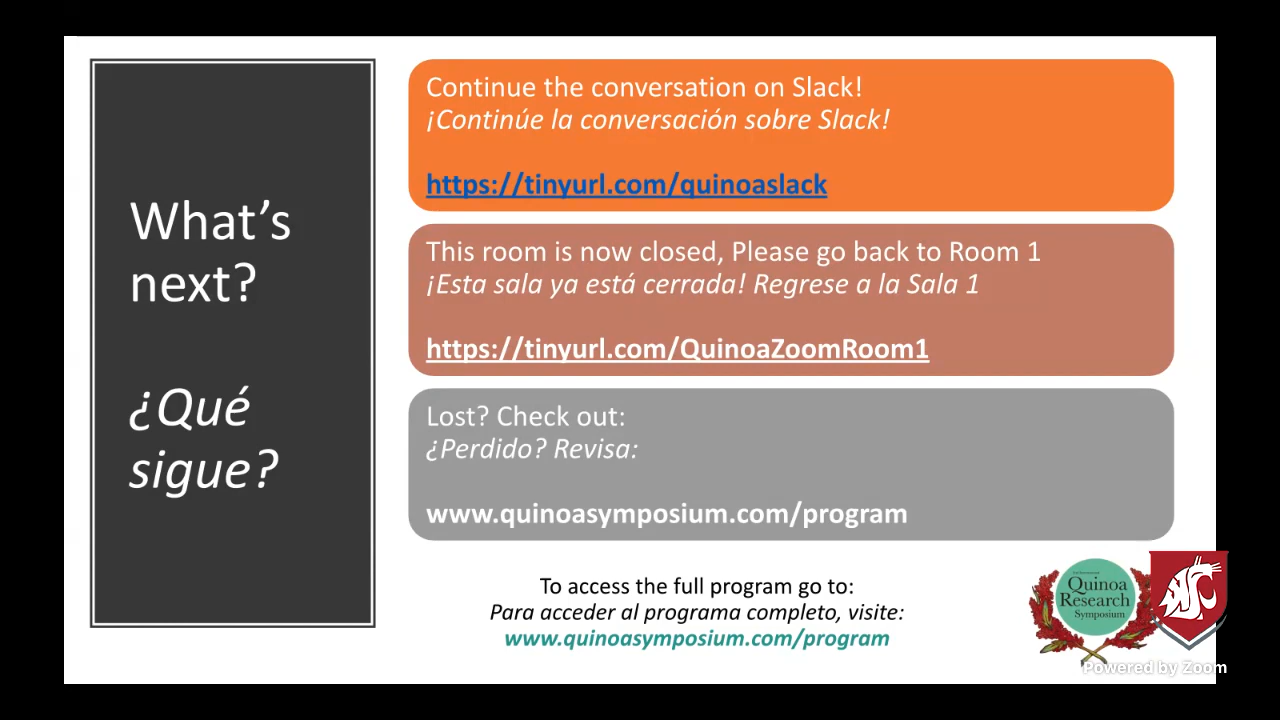 What's
next?
¿Qué
sigue?
Continue the conversation on Slack!
¡Continúe la conversación sobre Slack!
https://tinyurl.com/quinoaslack
This room is now closed, Please go back to Room 1
¡Esta sala ya está cerrada! Regrese a la Sala 1
https://tinyurl.com/QuinoaZoomRoom1
Lost? Check out:
¿Perdido? Revisa:
www.quinoasymposium.com/program
To access the full program go to:
Para acceder al programa completo, visite:
www.quinoasymposium.com/program
Quinoa
Research
Symposium
Powered by Zoom